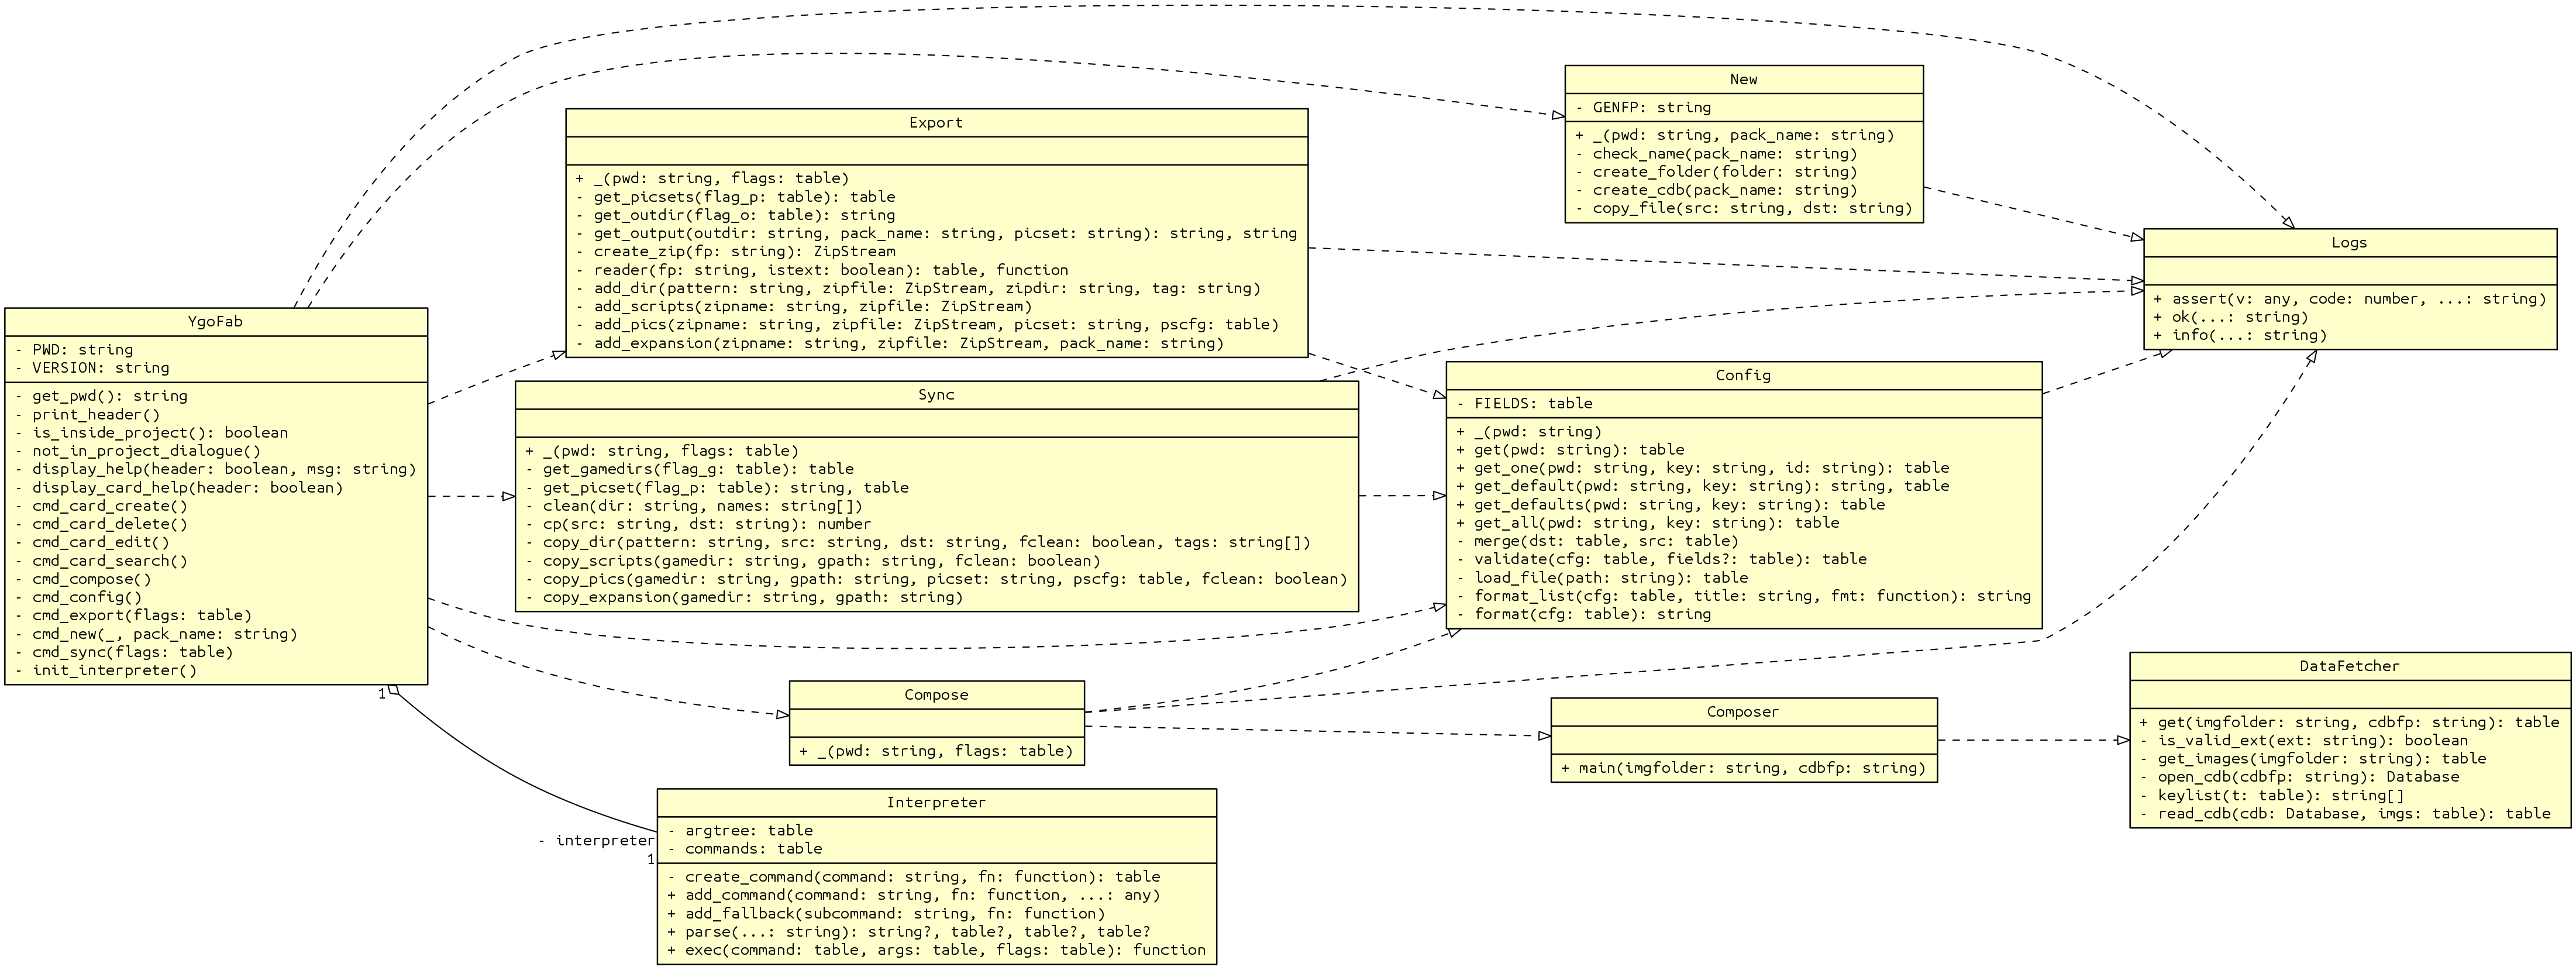 YgoFab
- PWD: string
- VERSION: string
- get_pwd(): string
- print_header()
- is_inside_project(): boolean
- not_in_project_dialogue()
- display_help(header: boolean, msg: string)
- display_card_help(header: boolean)
- cmd_card_create()
- cmd_card_delete()
- cmd_card_edit()
- cmd_card_search()
- cmd_compose()
- cmd_config()
- cmd_export(flags: table)
- cmd_new(_, pack_name: string)
- cmd_sync(flags: table)
- init_interpreter()
1
- interpreter
1
Export
+ _(pwd: string, flags: table)
- get_picsets(flag_p: table): table
- get_outdir(flag_o: table): string
- get_output(outdir: string, pack_name: string, picset: string): string, string
- create_zip(fp: string): ZipStream
- reader(fp: string, istext: boolean): table, function
- add_dir(pattern: string, zipfile: ZipStream, zipdir: string, tag: string)
- add_scripts(zipname: string, zipfile: ZipStream)
- add_pics(zipname: string, zipfile: ZipStream, picset: string, pscfg: table)
- add_expansion(zipname: string, zipfile: ZipStream, pack_name: string)
Sync
+ _(pwd: string, flags: table)
- get_gamedirs(flag_g: table): table
- get_picset(flag_p: table): string, table
- clean(dir: string, names: string[])
- cp(src: string, dst: string): number
- copy_dir(pattern: string, src: string, dst: string, fclean: boolean, tags: string[])
- copy_scripts(gamedir: string, gpath: string, fclean: boolean)
- copy_pics(gamedir: string, gpath: string, picset: string, pscfg: table, fclean: boolean)
- copy_expansion(gamedir: string, gpath: string)
Compose
+ _(pwd: string, flags: table)
Interpreter
- argtree: table
- commands: table
- create_command(command: string, fn: function): table
+ add_command(command: string, fn: function, ...: any)
+ add_fallback(subcommand: string, fn: function)
+ parse(...: string): string?, table?, table?, table?
+ exec(command: table, args: table, flags: table): function
New
- GENFP: string
+ _(pwd: string, pack_name: string)
- check_name(pack_name: string)
- create_folder(folder: string)
- create_cdb(pack_name: string)
- copy_file(src: string, dst: string)
Config
- FIELDS: table
+ _(pwd: string)
+ get(pwd: string): table
+ get_one(pwd: string, key: string, id: string): table
+ get_default(pwd: string, key: string): string, table
+ get_defaults(pwd: string, key: string): table
+ get_all(pwd: string, key: string): table
- merge(dst: table, src: table)
- validate(cfg: table, fields?: table): table
- load_file(path: string): table
- format_list(cfg: table, title: string, fmt: function): string
- format(cfg: table): string
Composer
+ main(imgfolder: string, cdbfp: string)
Logs
+ assert(v: any, code: number, ...: string)
+ ok(...: string)
+ info(...: string)
DataFetcher
+ get(imgfolder: string, cdbfp: string): table
- is_valid_ext(ext: string): boolean
- get_images(imgfolder: string): table
- open_cdb(cdbfp: string): Database
- keylist(t: table): string[]
- read_cdb(cdb: Database, imgs: table): table